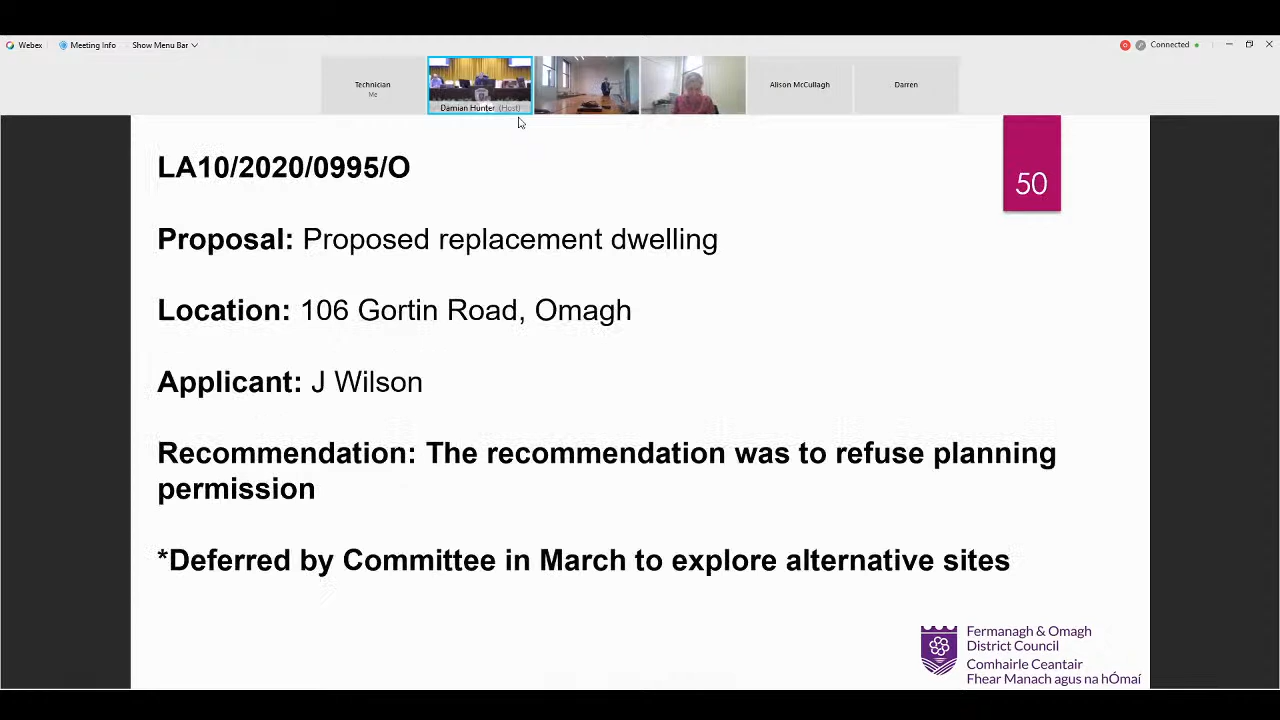 Webex
Meeting Info
Show Menu Bar
Connected
Technician
Me
Damian Hunter (Host)
Alison McCullagh
Darren
LA10/2020/0995/O
50
Proposal: Proposed replacement dwelling
Location: 106 Gortin Road, Omagh
Applicant: J Wilson
Recommendation: The recommendation was to refuse planning
permission
*Deferred by Committee in March to explore alternative sites
Fermanagh & Omagh
District Council
Comhairle Ceantair
Fhear Manach agus na hÓmaí